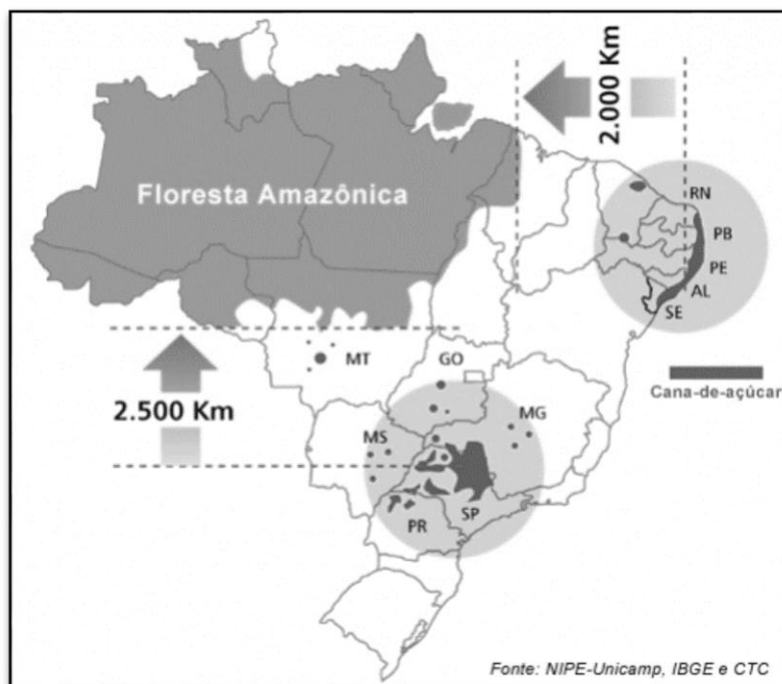 2.000 Km
Floresta Amazônica
RN
PB
PE
AL
SE
Cana-de-açúcar
2.500 Km
MT
GO
MG
MS
SP
PR
Fonte: NIPE-Unicamp, IBGE e CTC